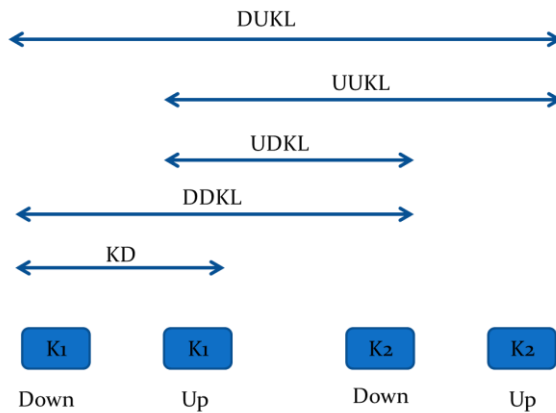 DUKL
UUKL
UDKL
DDKL
KD
K1 K1 K2 K2
Down Up Down Up